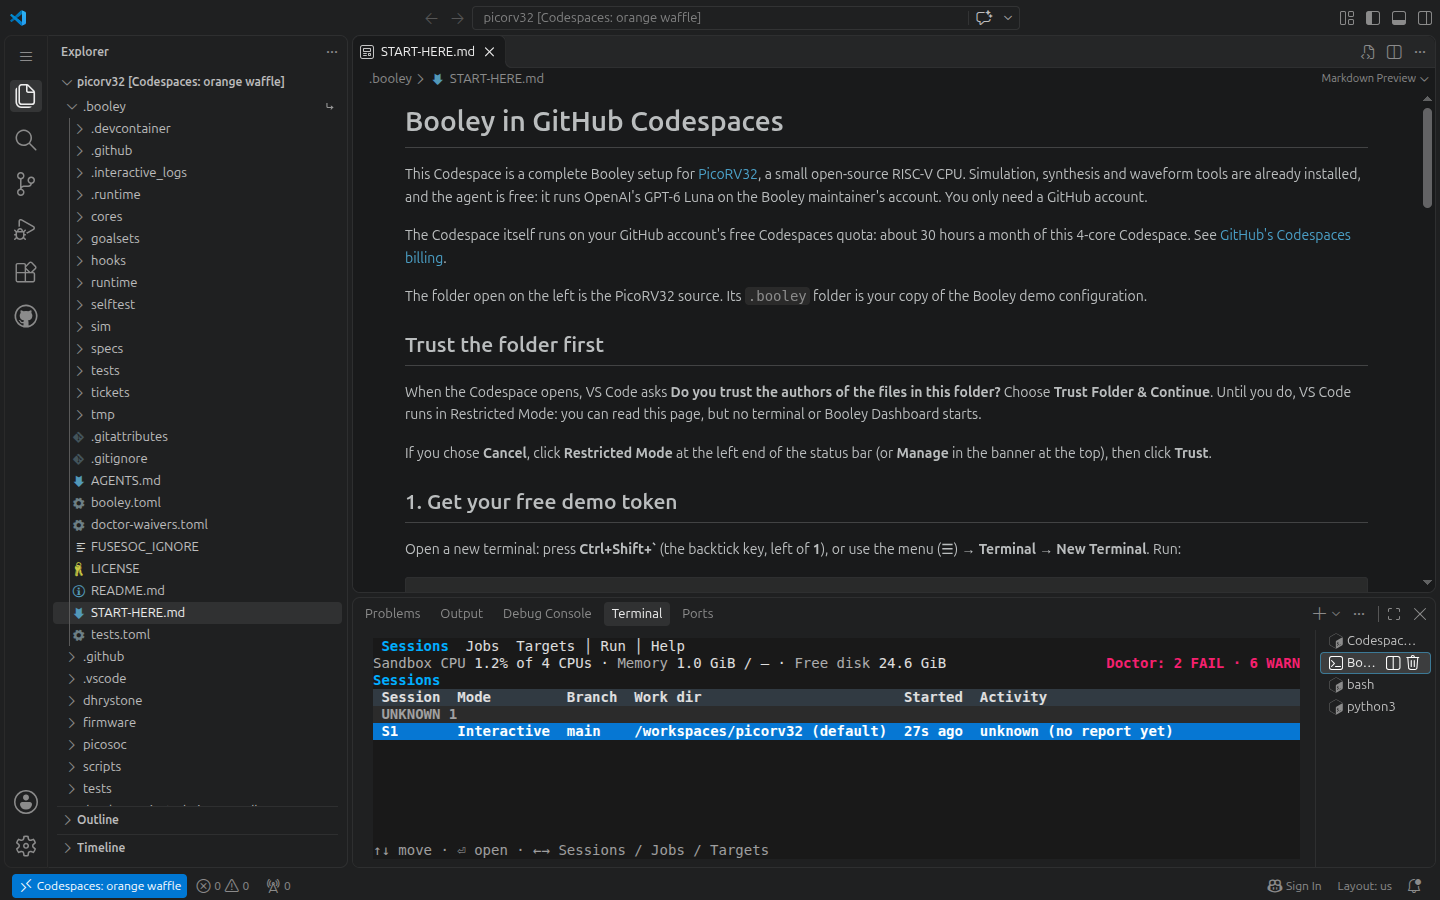 picorv32 [Codespaces: orange waffle]
Explorer
picorv32 [Codespaces: orange waffle]
.booley
.devcontainer
.github
.interactive_logs
.runtime
cores
goalsets
hooks
runtime
selftest
sim
specs
tests
tickets
tmp
.gitattributes
.gitignore
AGENTS.md
booley.toml
doctor-waivers.toml
FUSESOC_IGNORE
LICENSE
README.md
START-HERE.md
tests.toml
.github
.vscode
dhrystone
firmware
picosoc
scripts
tests
Outline
Timeline
START-HERE.md
.booley > START-HERE.md
Markdown Preview
Booley in GitHub Codespaces
This Codespace is a complete Booley setup for PicoRV32, a small open-source RISC-V CPU. Simulation, synthesis and waveform tools are already installed,
and the agent is free: it runs OpenAI's GPT-6 Luna on the Booley maintainer's account. You only need a GitHub account.
The Codespace itself runs on your GitHub account's free Codespaces quota: about 30 hours a month of this 4-core Codespace. See GitHub's Codespaces
billing.
The folder open on the left is the PicoRV32 source. Its .booley folder is your copy of the Booley demo configuration.
Trust the folder first
When the Codespace opens, VS Code asks Do you trust the authors of the files in this folder? Choose Trust Folder & Continue. Until you do, VS Code
runs in Restricted Mode: you can read this page, but no terminal or Booley Dashboard starts.
If you chose Cancel, click Restricted Mode at the left end of the status bar (or Manage in the banner at the top), then click Trust.
1. Get your free demo token
Open a new terminal: press Ctrl+Shift+` (the backtick key, left of 1), or use the menu (☰) → Terminal → New Terminal. Run:
Problems Output Debug Console Terminal Ports
Sessions Jobs Targets | Run | Help
Sandbox CPU 1.2% of 4 CPUs · Memory 1.0 GiB / — · Free disk 24.6 GiB Doctor: 2 FAIL · 6 WARN
Sessions
Session Mode Branch Work dir Started Activity
UNKNOWN 1
S1 Interactive main /workspaces/picorv32 (default) 27s ago unknown (no report yet)
↑↓ move · ⏎ open · ←→ Sessions / Jobs / Targets
Codespac...
Bo...
bash
python3
Codespaces: orange waffle 0 0 0
Sign In Layout: us